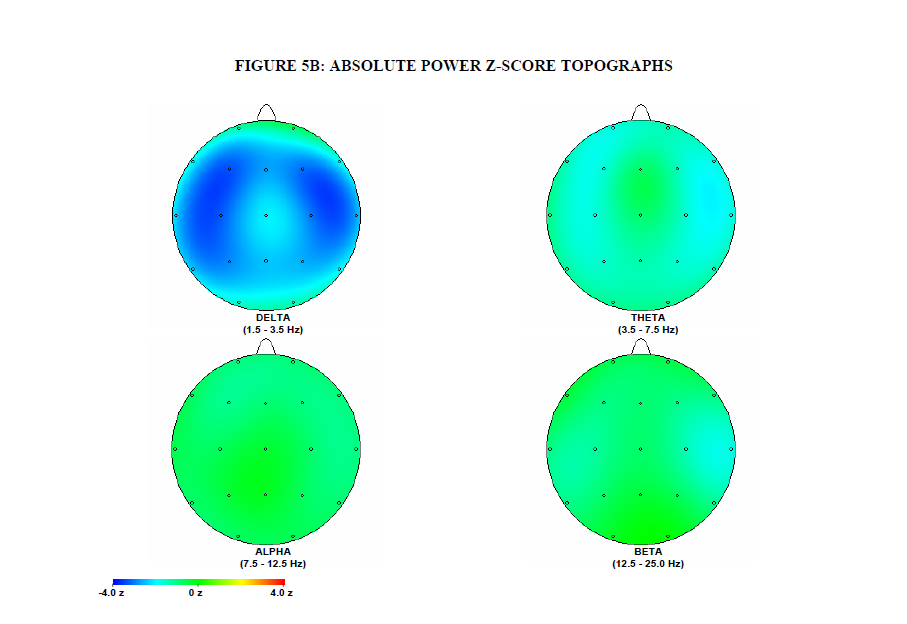 FIGURE 5B: ABSOLUTE POWER Z-SCORE TOPOGRAPHS
DELTA
(1.5 - 3.5 Hz)
THETA
(3.5 - 7.5 Hz)
ALPHA
(7.5 - 12.5 Hz)
BETA
(12.5 - 25.0 Hz)
-4.0 z 0 z 4.0 z